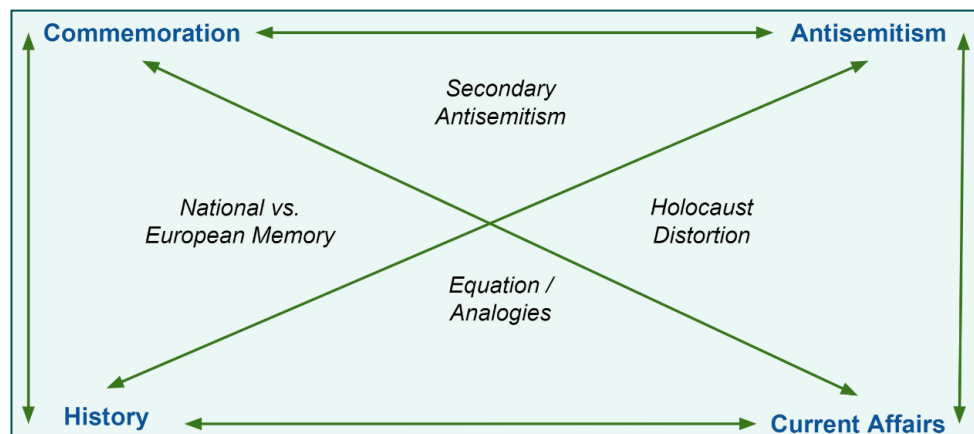 Commemoration
Antisemitism
Secondary
Antisemitism
National vs.
European Memory
Holocaust
Distortion
Equation /
Analogies
History
Current Affairs